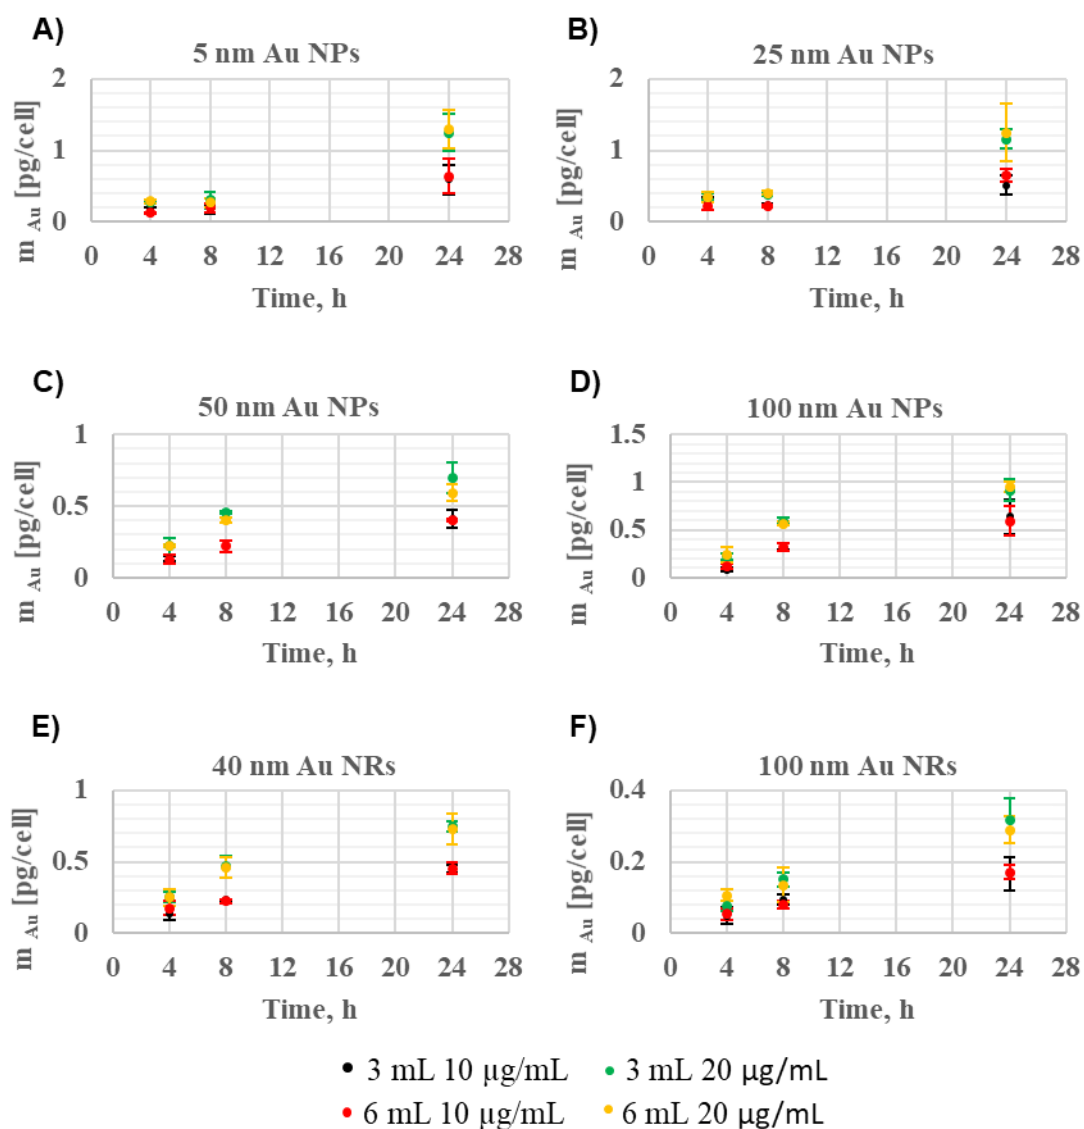 A)
5 nm Au NPs
2
1
0
m Au [pg/cell]
0 4 8 12 16 20 24 28
Time, h
B)
25 nm Au NPs
2
1
0
m Au [pg/cell]
0 4 8 12 16 20 24 28
Time, h
C)
50 nm Au NPs
1
0.5
0
m Au [pg/cell]
0 4 8 12 16 20 24 28
Time, h
D)
100 nm Au NPs
1.5
1
0.5
0
m Au [pg/cell]
0 4 8 12 16 20 24 28
Time, h
E)
40 nm Au NRs
1
0.5
0
m Au [pg/cell]
0 4 8 12 16 20 24 28
Time, h
F)
100 nm Au NRs
0.4
0.2
0
m Au [pg/cell]
0 4 8 12 16 20 24 28
Time, h
3 mL 10 µg/mL
3 mL 20 µg/mL
6 mL 10 µg/mL
6 mL 20 µg/mL